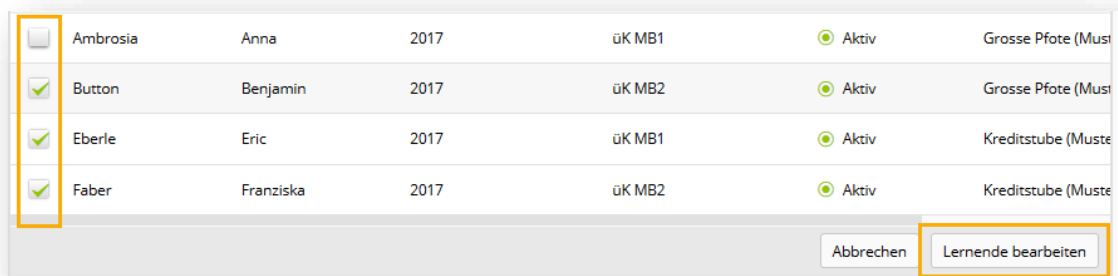 Ambrosia Anna 2017 üK MB1 Aktiv Grosse Pfote (Must
Button Benjamin 2017 üK MB2 Aktiv Grosse Pfote (Must
Eberle Eric 2017 üK MB1 Aktiv Kreditstube (Muste
Faber Franziska 2017 üK MB2 Aktiv Kreditstube (Muste
Abbrechen Lernende bearbeiten